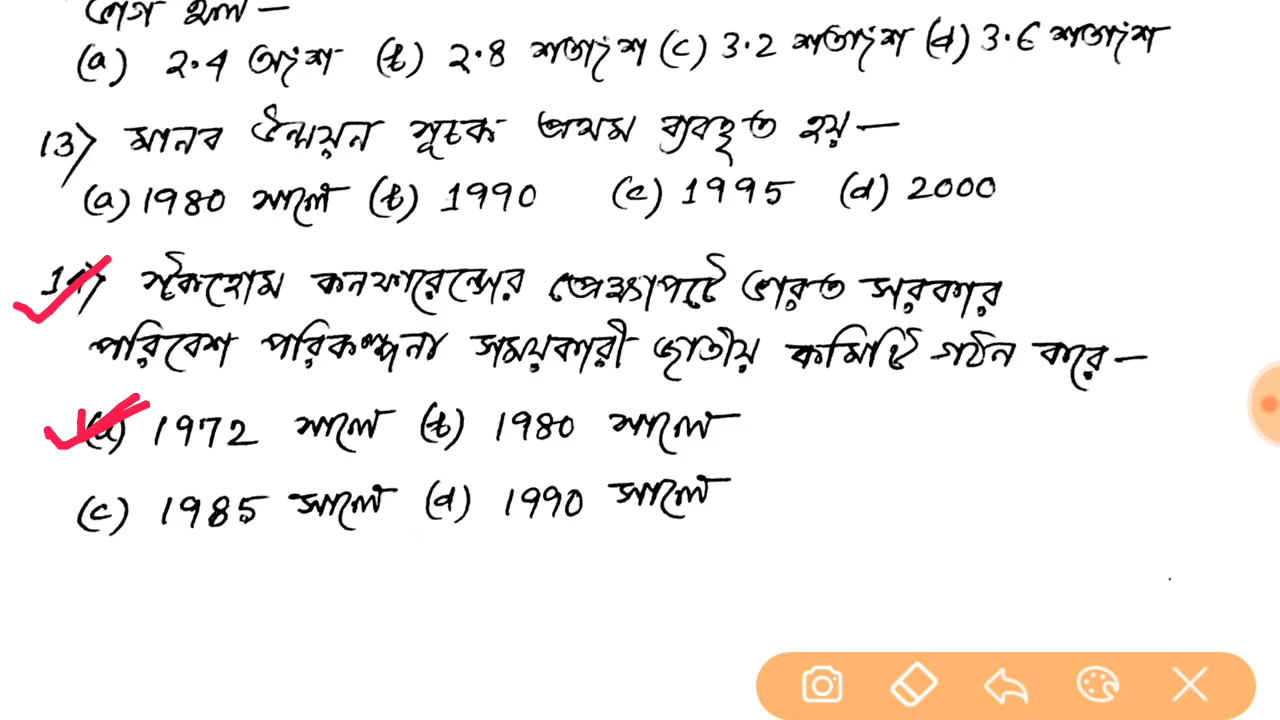 হল —
(a) 2.4 অংশ (b) 2.8 শতাংশ (c) 3.2 শতাংশ (d) 3.6 শতাংশ
13) মানব উন্নয়ন সূচক প্রথম ব্যবহৃত হয় —
(a) 1980 সালে (b) 1990 (c) 1995 (d) 2000
14) স্টকহোম কনফারেন্সের প্রেক্ষাপটে ভারত সরকার
পরিবেশ পরিকল্পনা সময়কারী জাতীয় কমিটি গঠন করে —
(a) 1972 সালে (b) 1980 সালে
(c) 1985 সালে (d) 1990 সালে